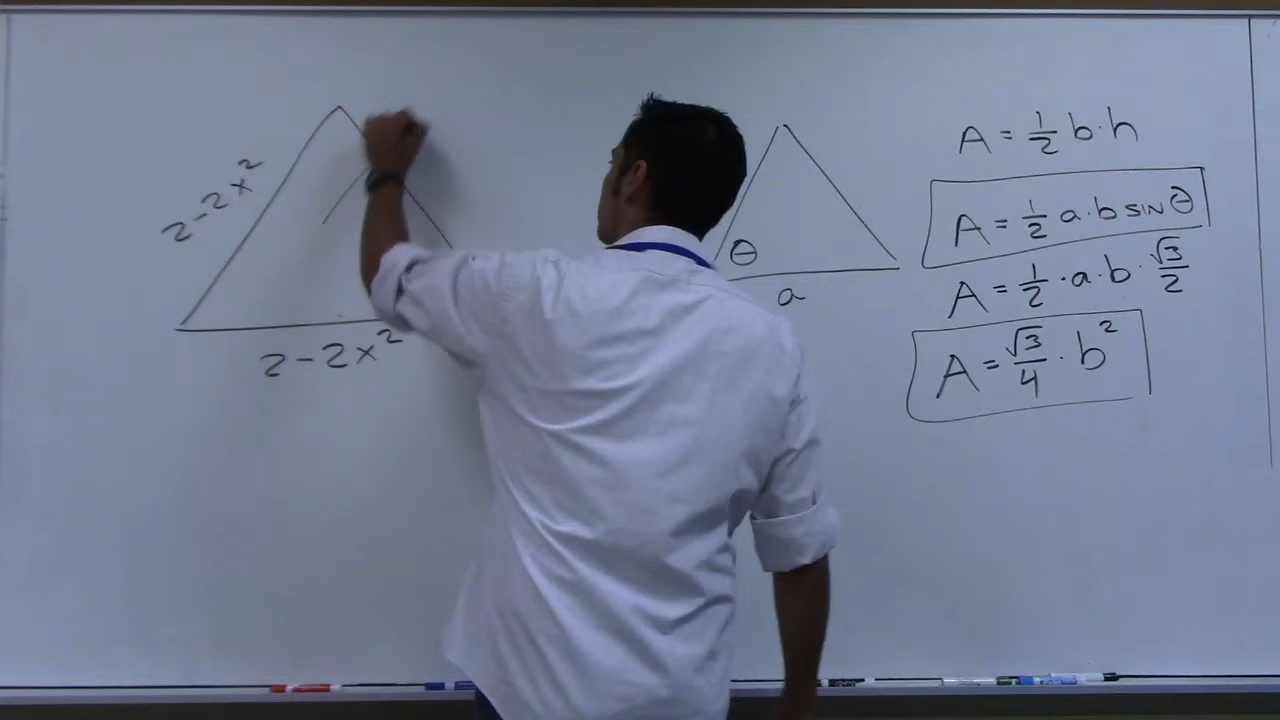 2-2x²
2-2x²
θ
a
A = 1/2 b·h
A = 1/2 a·b sin θ
A = 1/2 · a·b · √3/2
A = √3/4 · b²